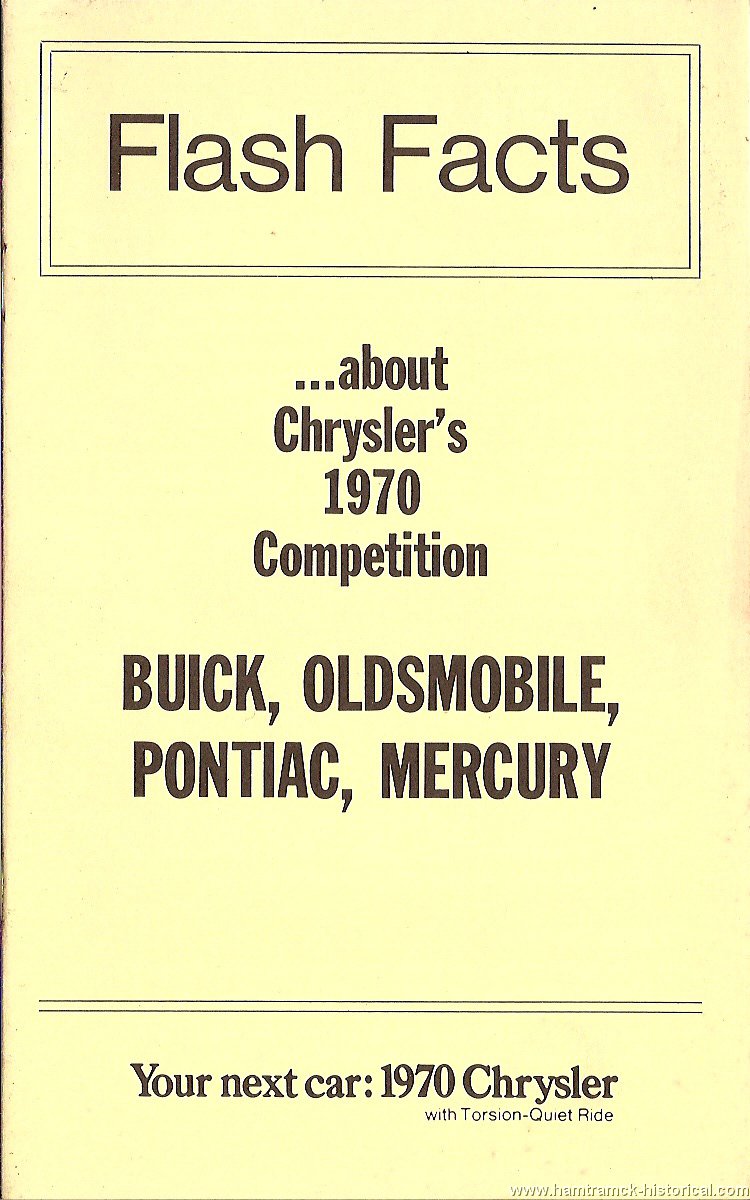 Flash Facts
...about
Chrysler's
1970
Competition
BUICK, OLDSMOBILE,
PONTIAC, MERCURY
Your next car: 1970 Chrysler
with Torsion-Quiet Ride
www.hamtramck-historical.com